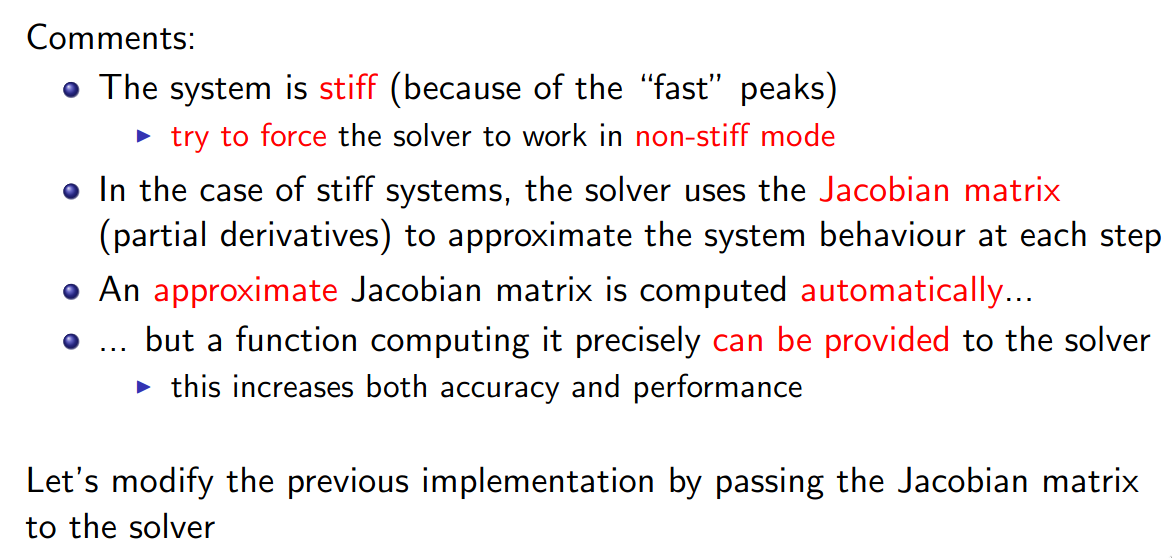 Comments:
The system is stiff (because of the “fast” peaks)
try to force the solver to work in non-stiff mode
In the case of stiff systems, the solver uses the Jacobian matrix
(partial derivatives) to approximate the system behaviour at each step
An approximate Jacobian matrix is computed automatically...
... but a function computing it precisely can be provided to the solver
this increases both accuracy and performance
Let's modify the previous implementation by passing the Jacobian matrix
to the solver